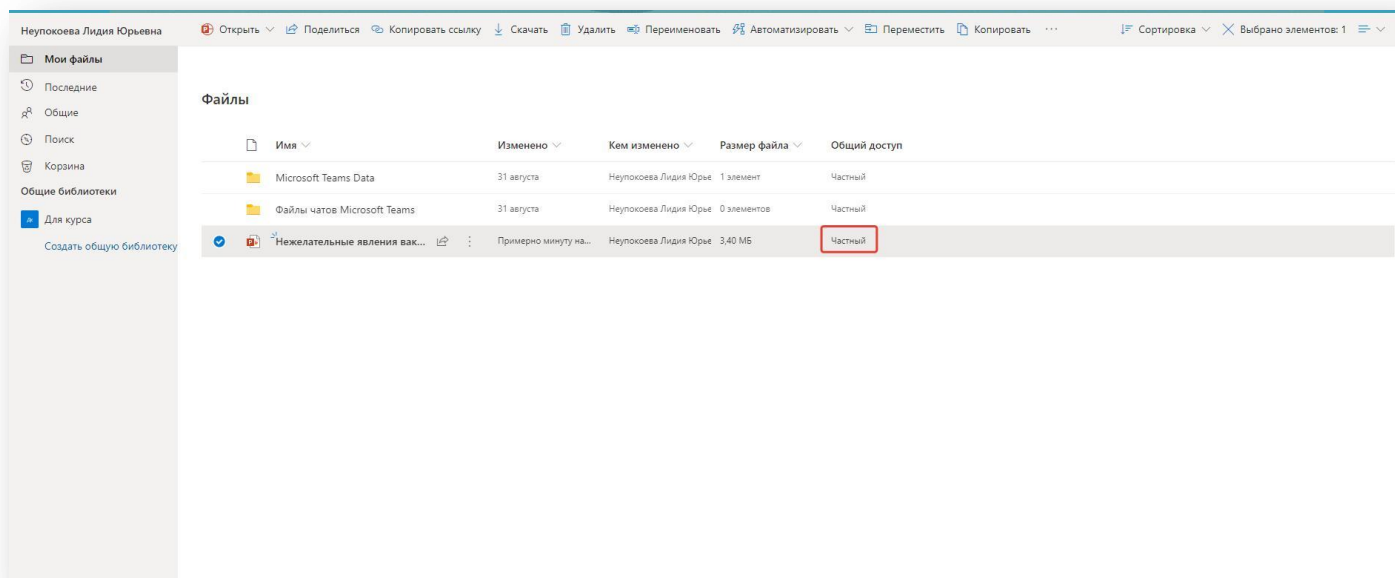 Неупокоева Лидия Юрьевна
Открыть Поделиться Копировать ссылку Скачать Удалить Переименовать Автоматизировать Переместить Копировать ··· Сортировка Выбрано элементов: 1
Мои файлы
Последние
Общие
Поиск
Корзина
Общие библиотеки
Для курса
Создать общую библиотеку
Файлы
Имя Изменено Кем изменено Размер файла Общий доступ
Microsoft Teams Data 31 августа Неупокоева Лидия Юрье 1 элемент Частный
Файлы чатов Microsoft Teams 31 августа Неупокоева Лидия Юрье 0 элементов Частный
Нежелательные явления вак... Примерно минуту на... Неупокоева Лидия Юрье 3,40 МБ Частный